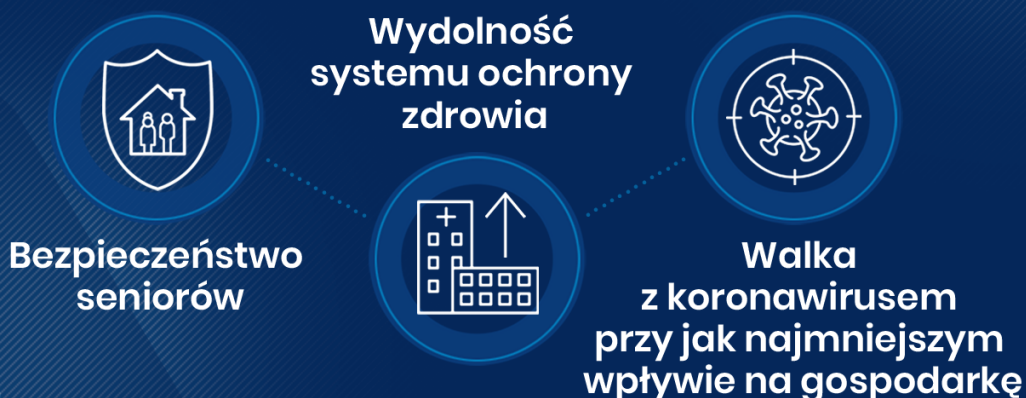 Bezpieczeństwo
seniorów
Wydolność
systemu ochrony
zdrowia
Walka
z koronawirusem
przy jak najmniejszym
wpływie na gospodarkę